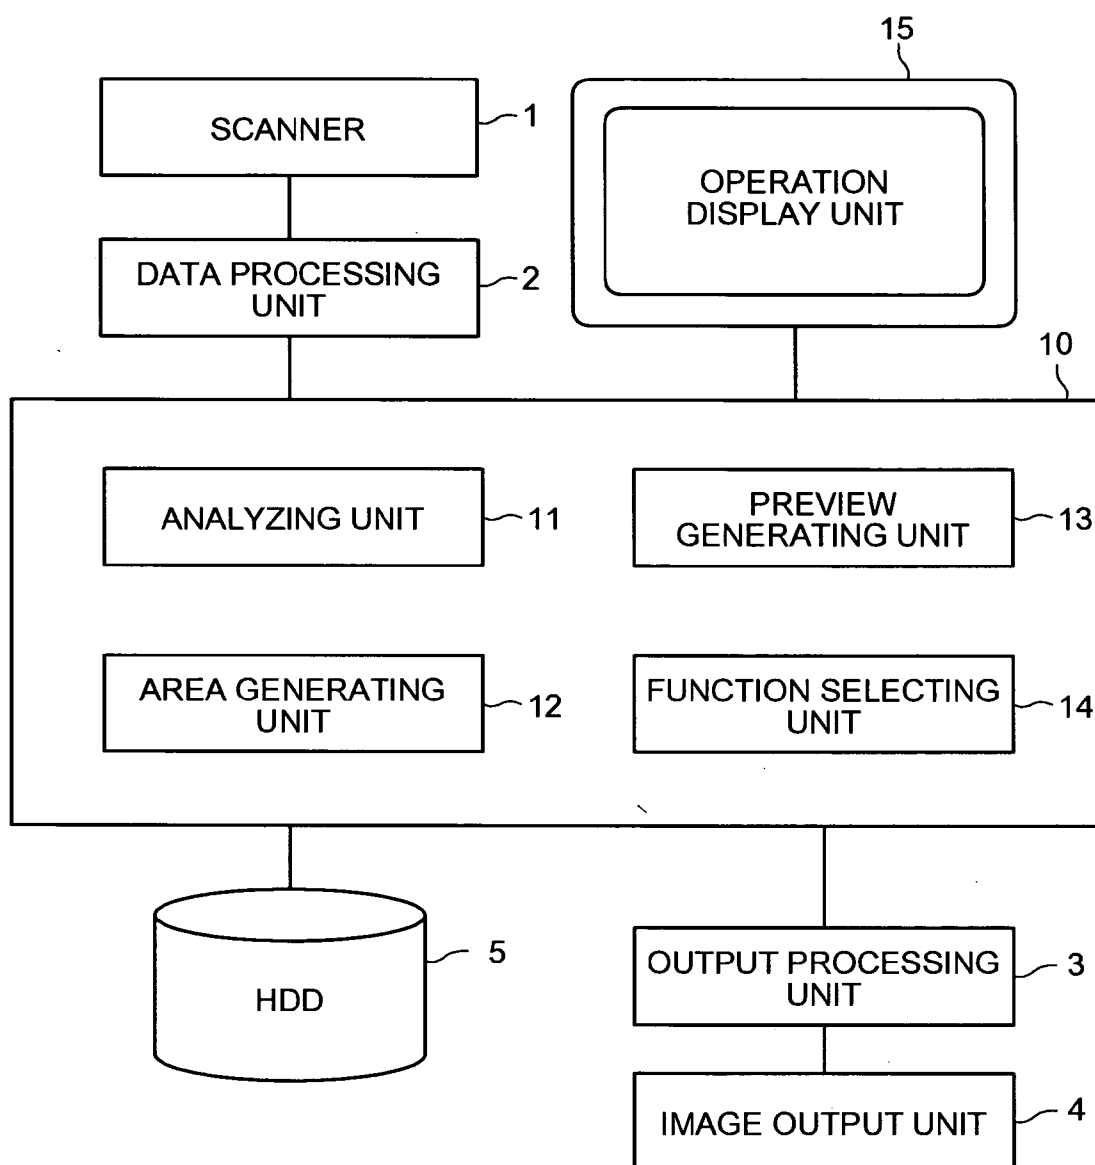 15
SCANNER
1
OPERATION
DISPLAY UNIT
DATA PROCESSING
UNIT
2
10
ANALYZING UNIT
11
PREVIEW
GENERATING UNIT
13
AREA GENERATING
UNIT
12
FUNCTION SELECTING
UNIT
14
HDD
5
OUTPUT PROCESSING
UNIT
3
IMAGE OUTPUT UNIT
4